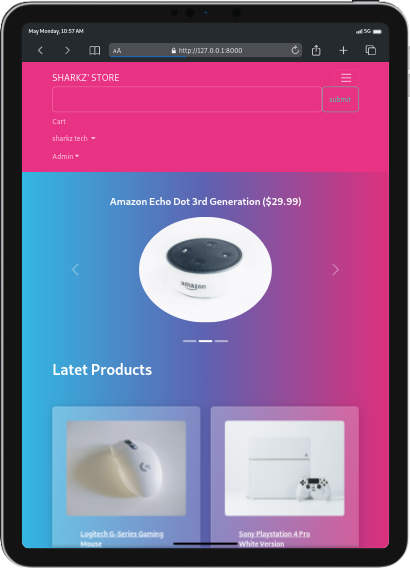 May Monday, 10:57 AM
5G
AA
http://127.0.0.1:8000
SHARKZ' STORE
submit
Cart
sharkz tech
Admin
Amazon Echo Dot 3rd Generation ($29.99)
amazon
Latet Products
G
Logitech G-Series Gaming
Mouse
Sony Playstation 4 Pro
White Version